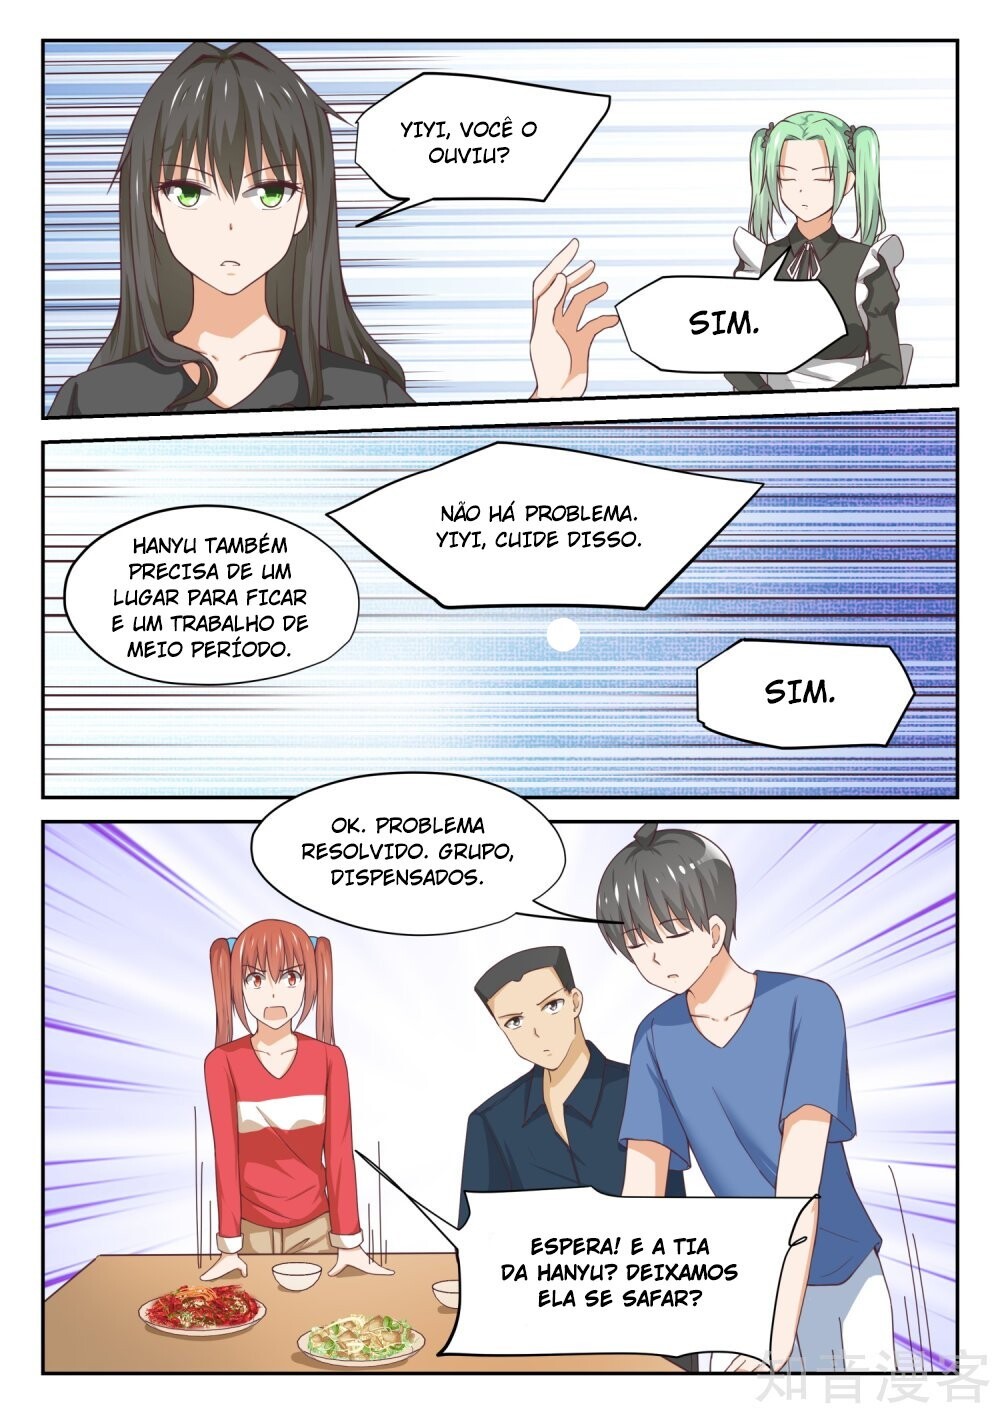 YIYI, VOCÊ O
OUVIU?
SIM.
NÃO HÁ PROBLEMA.
YIYI, CUIDE DISSO.
HANYU TAMBÉM
PRECISA DE UM
LUGAR PARA FICAR
E UM TRABALHO DE
MEIO PERÍODO.
SIM.
OK. PROBLEMA
RESOLVIDO. GRUPO,
DISPENSADOS.
ESPERA! E A TIA
DA HANYU? DEIXAMOS
ELA SE SAFAR?
知音漫客